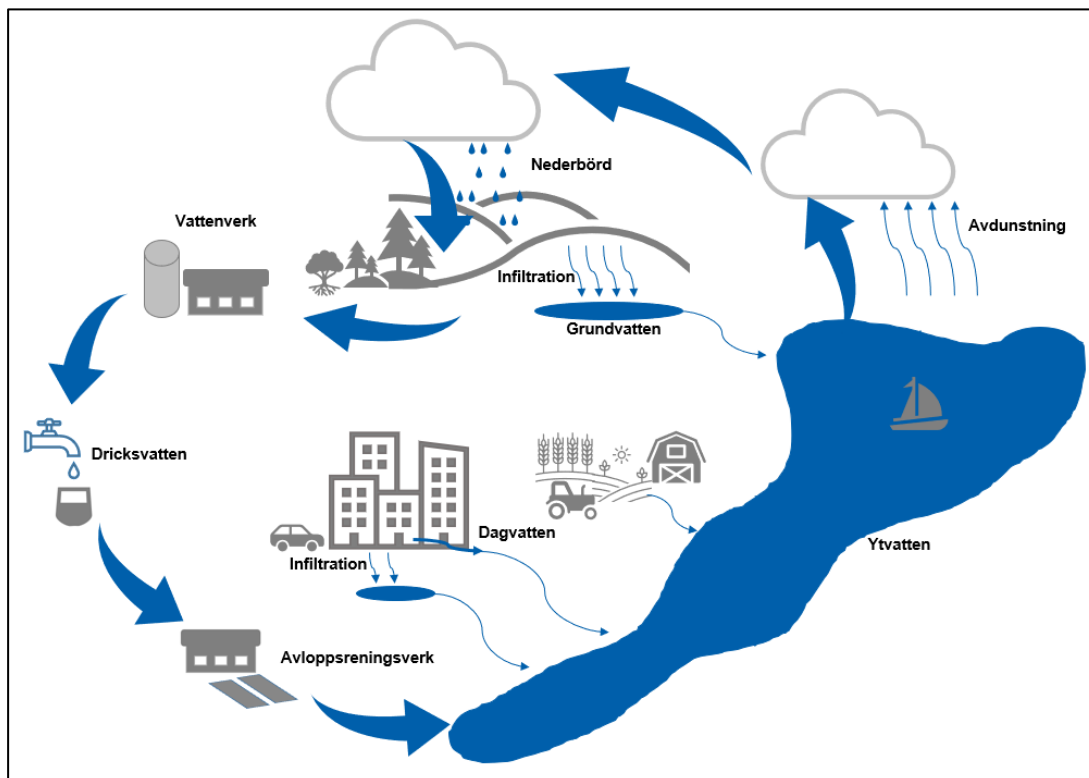 Nederbörd
Vattenverk
Avdunstning
Infiltration
Grundvatten
Dricksvatten
Dagvatten
Ytvatten
Infiltration
Avloppsreningsverk